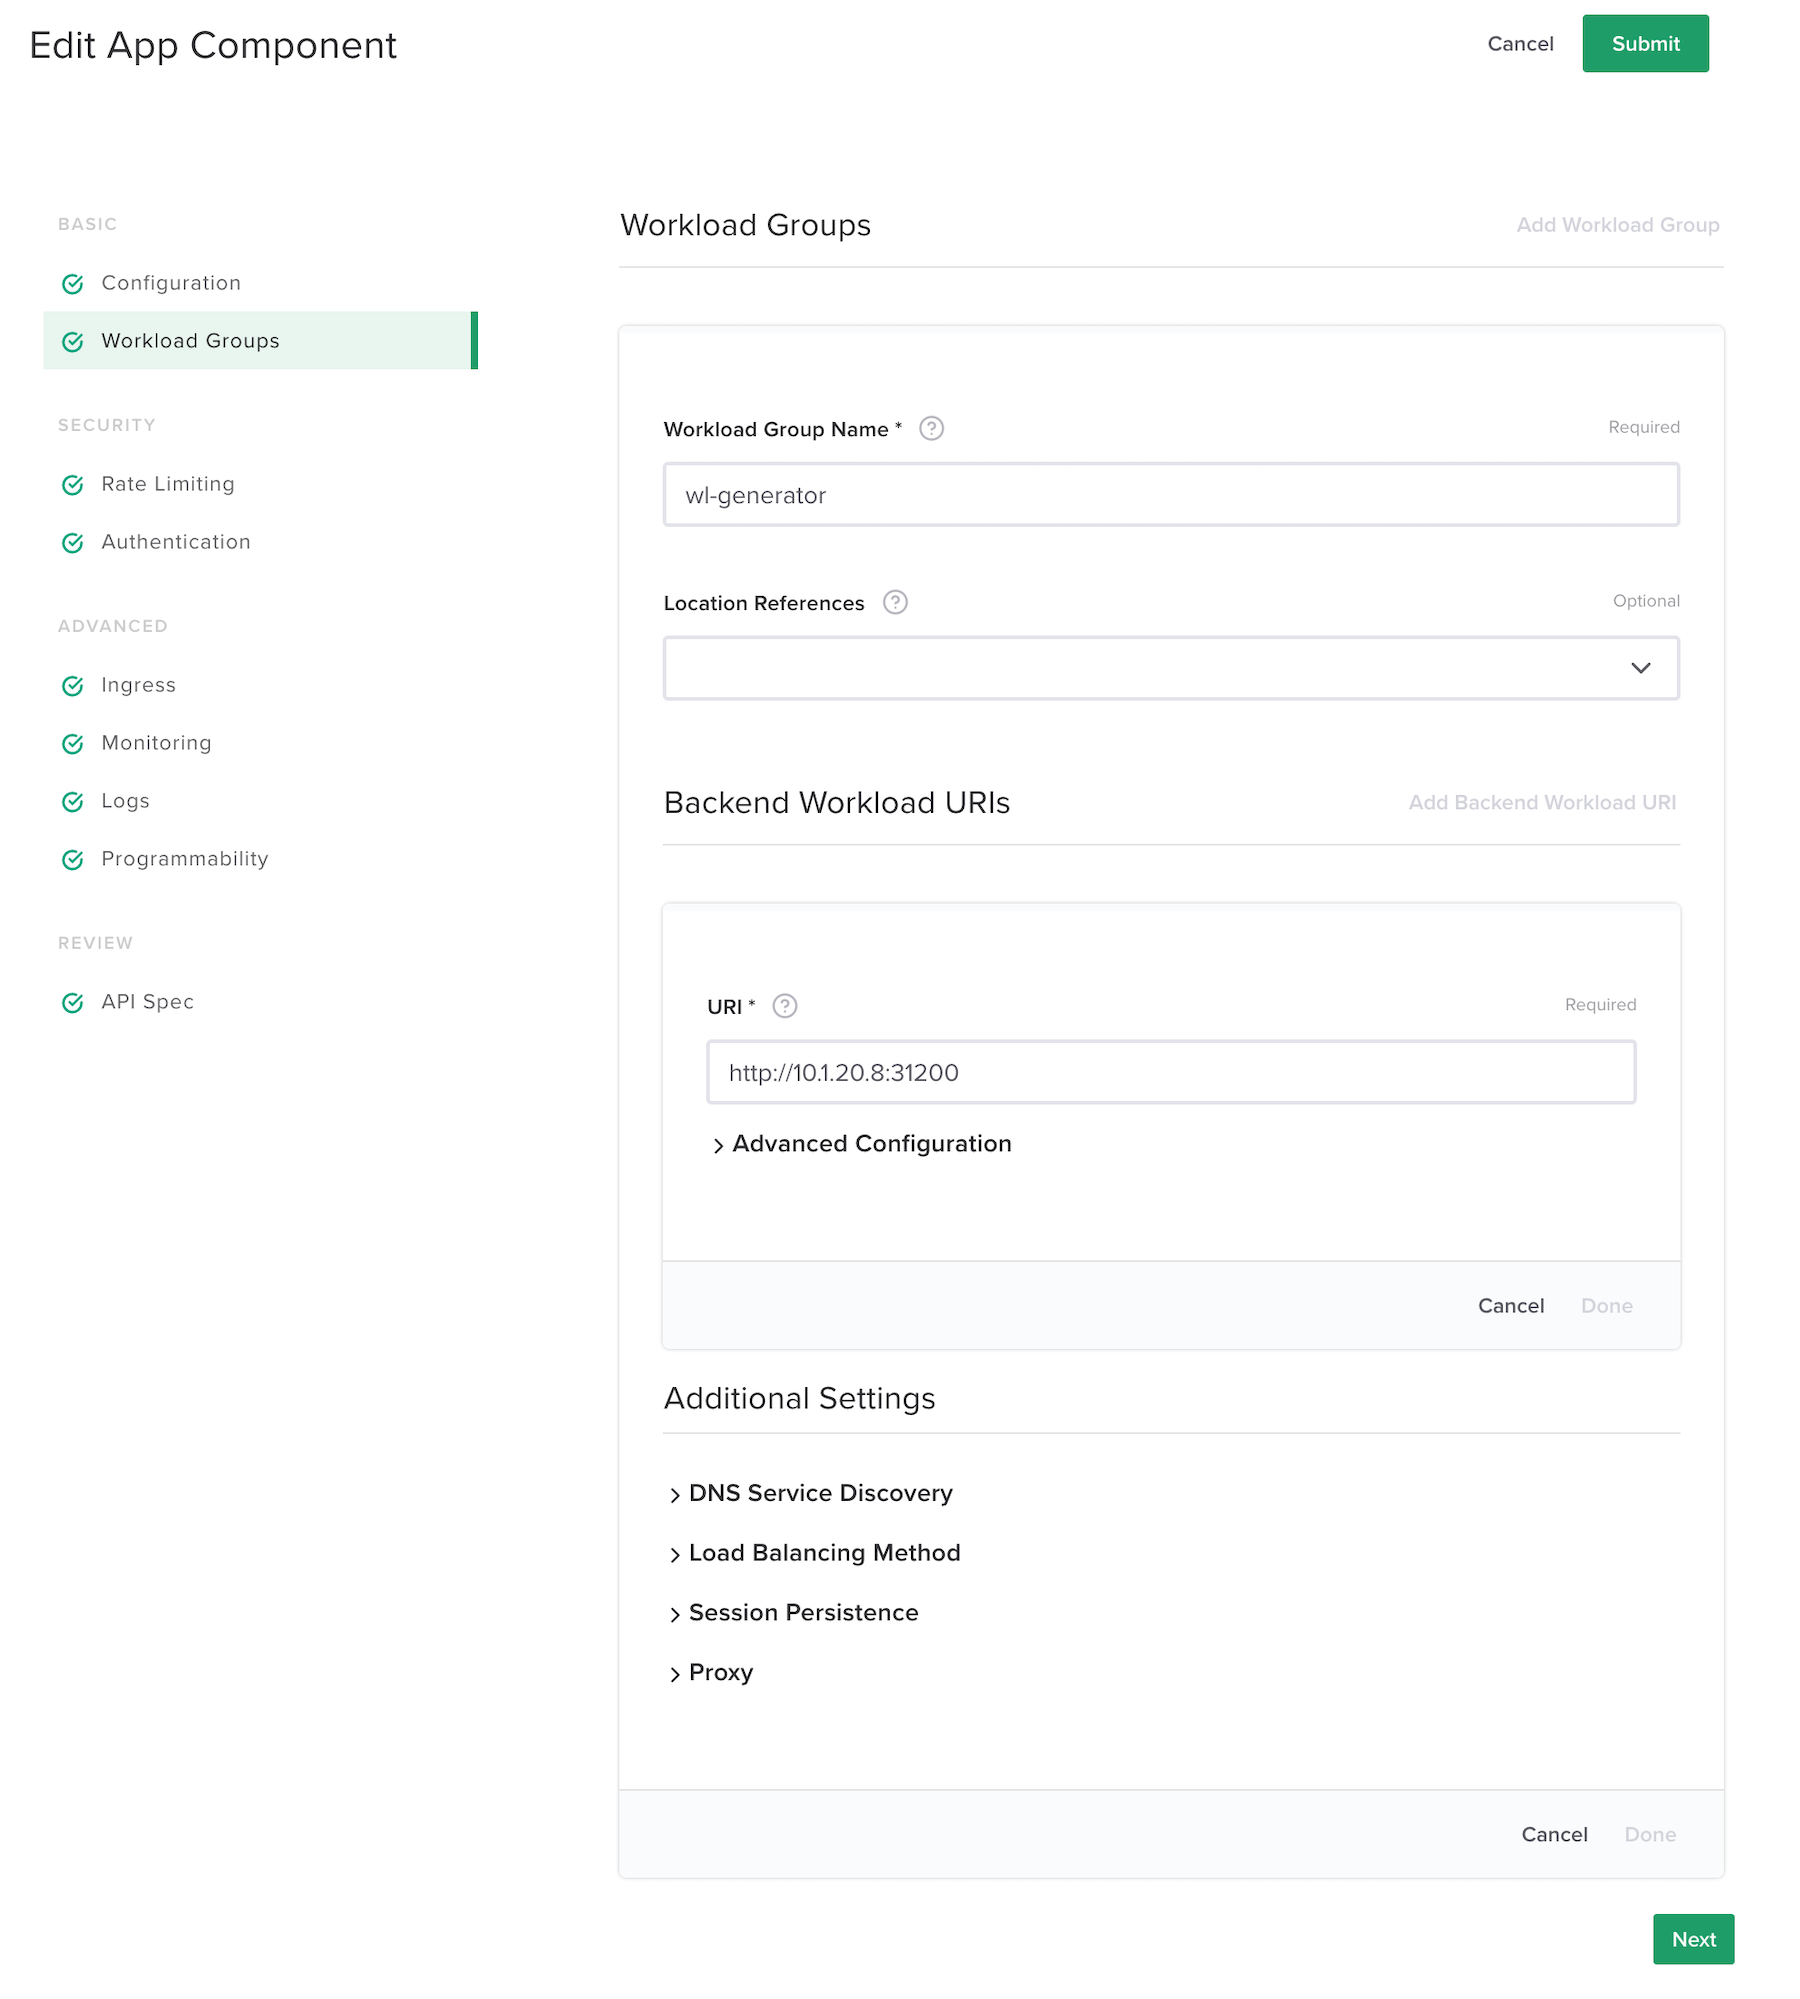 Edit App Component
Cancel
Submit
BASIC
Configuration
Workload Groups
SECURITY
Rate Limiting
Authentication
ADVANCED
Ingress
Monitoring
Logs
Programmability
REVIEW
API Spec
Workload Groups
Add Workload Group
Workload Group Name *
Required
wl-generator
Location References
Optional
Backend Workload URIs
Add Backend Workload URI
URI *
Required
http://10.1.20.8:31200
Advanced Configuration
Cancel
Done
Additional Settings
DNS Service Discovery
Load Balancing Method
Session Persistence
Proxy
Cancel
Done
Next